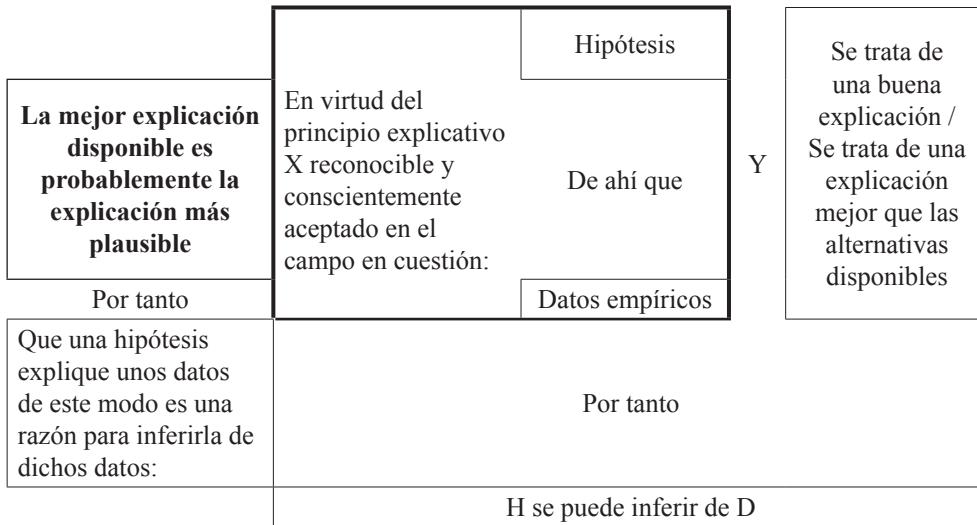 La mejor explicación
disponible es
probablemente la
explicación más
plausible
Por tanto
Que una hipótesis
explique unos datos
de este modo es una
razón para inferirla de
dichos datos:
En virtud del
principio explicativo
X reconocible y
conscientemente
aceptado en el
campo en cuestión:
Hipótesis
De ahí que
Datos empíricos
Y
Se trata de
una buena
explicación /
Se trata de una
explicación
mejor que las
alternativas
disponibles
Por tanto
H se puede inferir de D